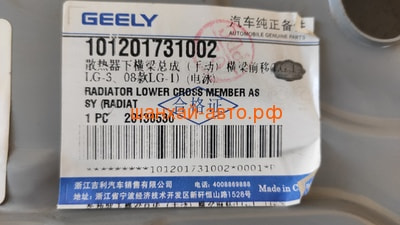 GEELY
汽车纯正备
AUTOMOBILE GENUINE PARTS
101201731002
散热器下横梁总成（手动）横梁前移
LG-3、08款LG-1）（电泳）
RADIATOR LOWER CROSS MEMBER AS
SY (RADIAT
合格证
1 PC 20130530
шанхай-авто.рф
*101201731002*0001*0
浙江吉利汽车销售有限公司 电话：4008869888
地址：浙江省宁波经济技术开发区新矸恒山路1528号
Made in C